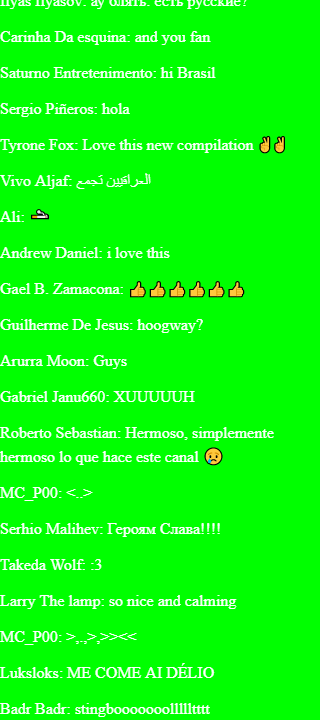 Ilyas Ilyasov: ау блять. есть русские?
Carinha Da esquina: and you fan
Saturno Entretenimento: hi Brasil
Sergio Piñeros: hola
Tyrone Fox: Love this new compilation ✌✌
Vivo Aljaf: العراقيين تجمع
Ali:
Andrew Daniel: i love this
Gael B. Zamacona: 👍👍👍👍👍👍
Guilherme De Jesus: hoogway?
Arurra Moon: Guys
Gabriel Janu660: XUUUUUH
Roberto Sebastian: Hermoso, simplemente
hermoso lo que hace este canal 😥
MC_P00: <..>
Serhio Malihev: Героям Слава!!!!
Takeda Wolf: :3
Larry The lamp: so nice and calming
MC_P00: >,.,>,>><<
Luksloks: ME COME AI DÉLIO
Badr Badr: stingbooooooollllltttt